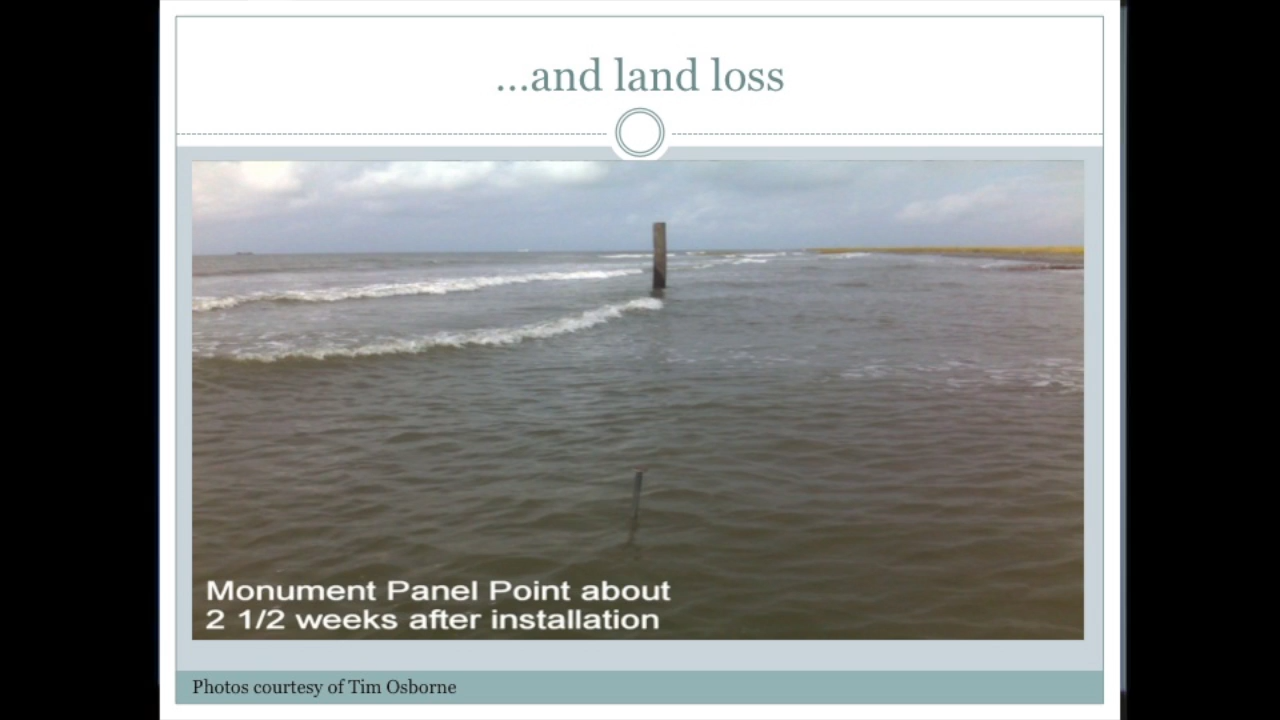 ...and land loss
Monument Panel Point about
2 1/2 weeks after installation
Photos courtesy of Tim Osborne